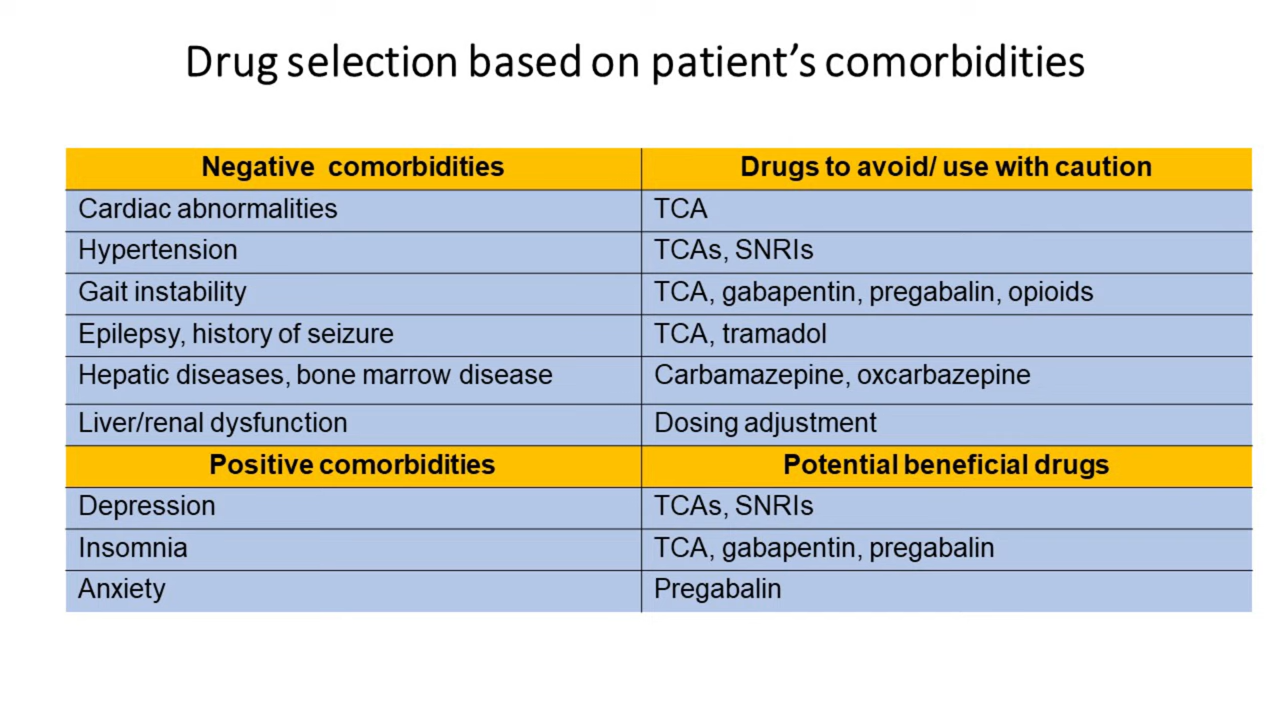 Drug selection based on patient’s comorbidities
Negative comorbidities Drugs to avoid/ use with caution
Cardiac abnormalities TCA
Hypertension TCAs, SNRIs
Gait instability TCA, gabapentin, pregabalin, opioids
Epilepsy, history of seizure TCA, tramadol
Hepatic diseases, bone marrow disease Carbamazepine, oxcarbazepine
Liver/renal dysfunction Dosing adjustment
Positive comorbidities Potential beneficial drugs
Depression TCAs, SNRIs
Insomnia TCA, gabapentin, pregabalin
Anxiety Pregabalin